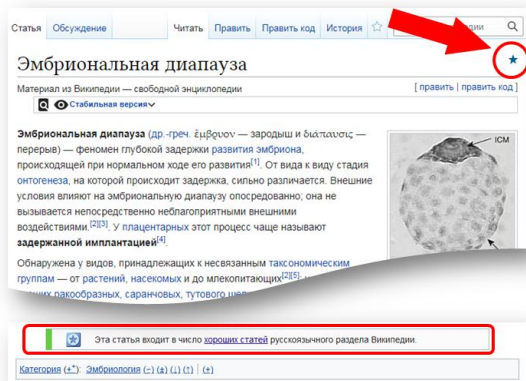 Статья Обсуждение Читать Править Править код История
Эмбриональная диапауза
Материал из Википедии — свободной энциклопедии [ править | править код ]
Стабильная версия
Эмбриональная диапауза (др.-греч. ἔμβρυον — зародыш и διάπαυσις —
перерыв) — феномен глубокой задержки развития эмбриона,
происходящей при нормальном ходе его развития[1]. От вида к виду стадия
онтогенеза, на которой происходит задержка, сильно различается. Внешние
условия влияют на эмбриональную диапаузу опосредованно; она не
вызывается непосредственно неблагоприятными внешними
воздействиями.[2][3]. У плацентарных этот процесс чаще называют
задержанной имплантацией[4].
ICM
Обнаружена у видов, принадлежащих к несвязанным таксономическим
группам — от растений, насекомых и до млекопитающих[2][5].
ракообразных, саранчовых, тутового
Эта статья входит в число хороших статей русскоязычного раздела Википедии.
Категория (+⁺): Эмбриология (−) (±) (↓) (↑) | (+)